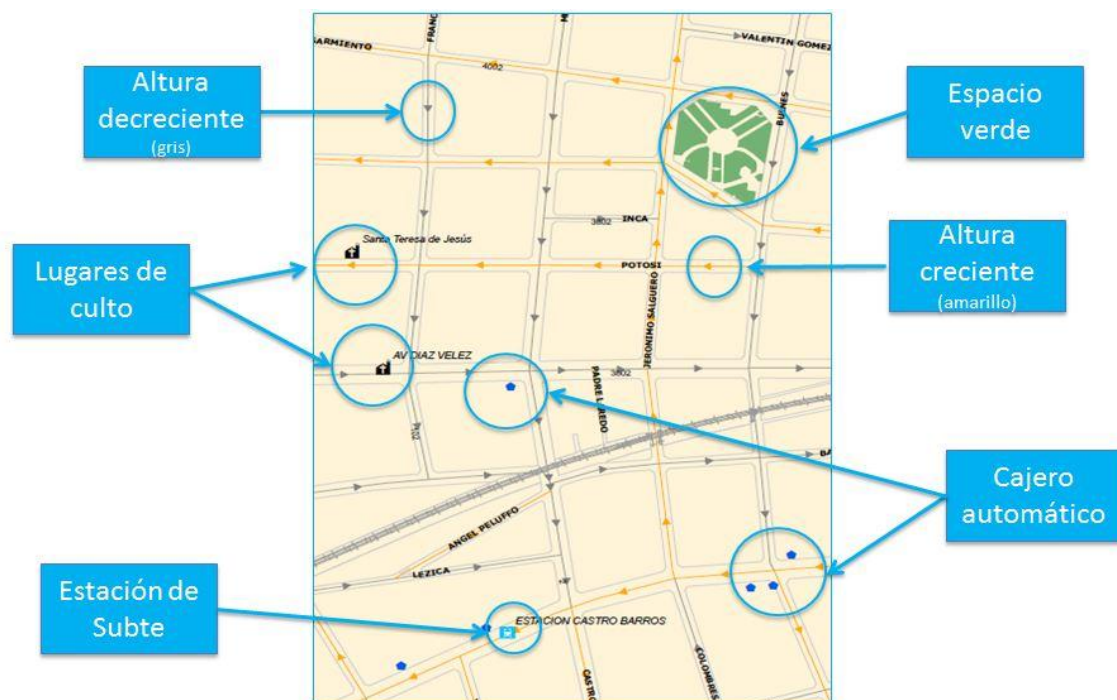 Altura
decreciente
(gris)
Lugares de
culto
Estación de
Subte
SARMIENTO
FRANC
4002
VALENTIN GOMEZ
BULNES
INCA
3802
Santa Teresa de Jesús
POTOSI
JERONIMO SALGUERO
AV DIAZ VELEZ
3802
ANGEL PELUFFO
LEZICA
ESTACION CASTRO BARROS
CASTRO
COLOMBRES
Espacio
verde
Altura
creciente
(amarillo)
Cajero
automático